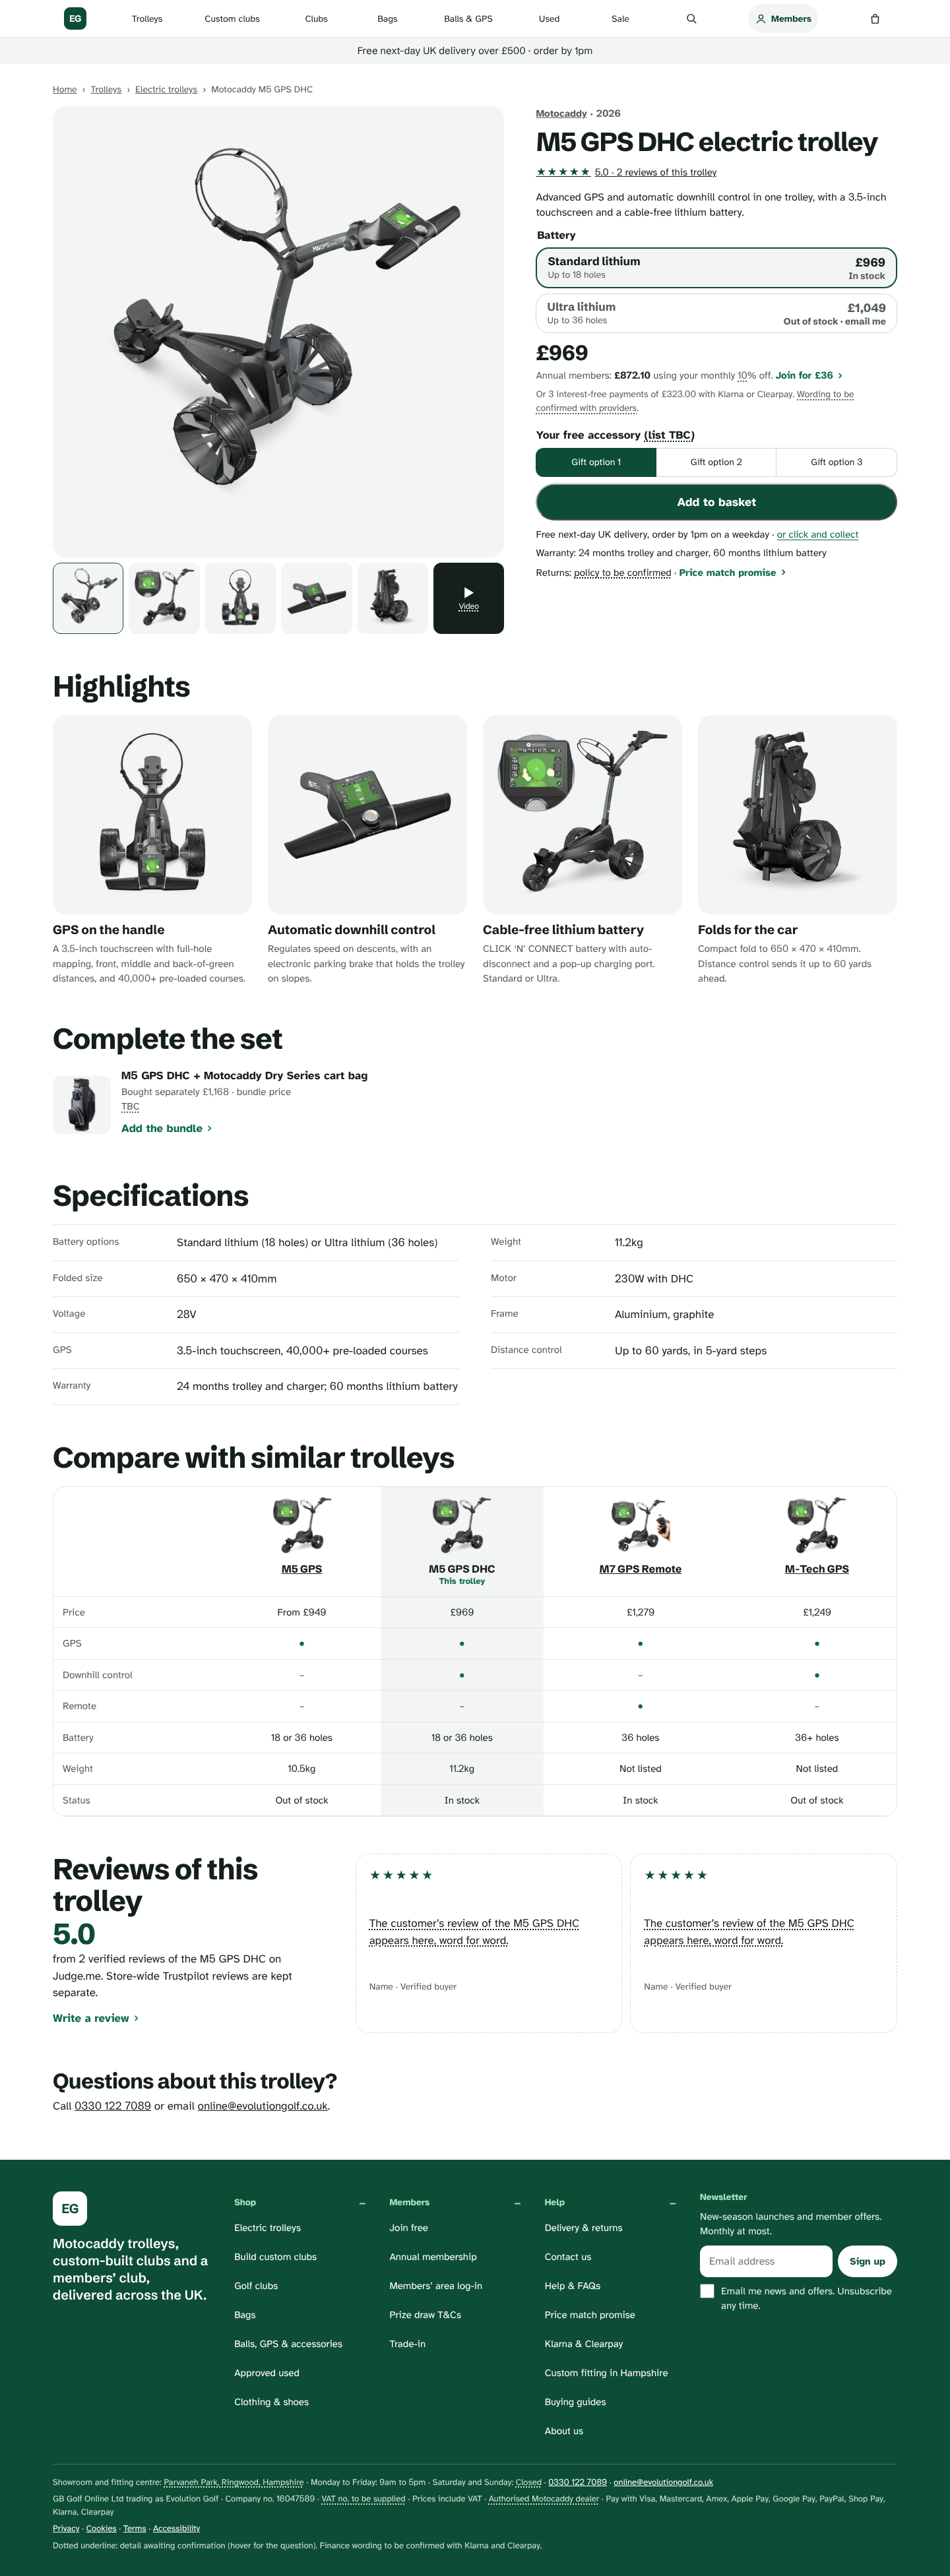 EG
Trolleys
Custom clubs
Clubs
Bags
Balls & GPS
Used
Sale
Members
Free next-day UK delivery over £500 · order by 1pm
Home › Trolleys › Electric trolleys › Motocaddy M5 GPS DHC
Motocaddy · 2026
M5 GPS DHC electric trolley
★★★★★ 5.0 · 2 reviews of this trolley
Advanced GPS and automatic downhill control in one trolley, with a 3.5-inch
touchscreen and a cable-free lithium battery.
Battery
Standard lithium £969
Up to 18 holes In stock
Ultra lithium £1,049
Up to 36 holes Out of stock · email me
£969
Annual members: £872.10 using your monthly 10% off. Join for £36 ›
Or 3 interest-free payments of £323.00 with Klarna or Clearpay. Wording to be
confirmed with providers.
Your free accessory (list TBC)
Gift option 1 Gift option 2 Gift option 3
Add to basket
Free next-day UK delivery, order by 1pm on a weekday · or click and collect
Warranty: 24 months trolley and charger, 60 months lithium battery
Returns: policy to be confirmed · Price match promise ›
Video
Highlights
GPS on the handle
A 3.5-inch touchscreen with full-hole
mapping, front, middle and back-of-green
distances, and 40,000+ pre-loaded courses.
Automatic downhill control
Regulates speed on descents, with an
electronic parking brake that holds the trolley
on slopes.
Cable-free lithium battery
CLICK ‘N’ CONNECT battery with auto-
disconnect and a pop-up charging port.
Standard or Ultra.
Folds for the car
Compact fold to 650 × 470 × 410mm.
Distance control sends it up to 60 yards
ahead.
Complete the set
M5 GPS DHC + Motocaddy Dry Series cart bag
Bought separately £1,168 · bundle price
TBC
Add the bundle ›
Specifications
Battery options Standard lithium (18 holes) or Ultra lithium (36 holes)
Weight 11.2kg
Folded size 650 × 470 × 410mm
Motor 230W with DHC
Voltage 28V
Frame Aluminium, graphite
GPS 3.5-inch touchscreen, 40,000+ pre-loaded courses
Distance control Up to 60 yards, in 5-yard steps
Warranty 24 months trolley and charger; 60 months lithium battery
Compare with similar trolleys
M5 GPS M5 GPS DHC M7 GPS Remote M-Tech GPS
This trolley
Price From £949 £969 £1,279 £1,249
GPS ● ● ● ●
Downhill control – ● – ●
Remote – – ● –
Battery 18 or 36 holes 18 or 36 holes 36 holes 36+ holes
Weight 10.5kg 11.2kg Not listed Not listed
Status Out of stock In stock In stock Out of stock
Reviews of this
trolley
5.0
from 2 verified reviews of the M5 GPS DHC on
Judge.me. Store-wide Trustpilot reviews are kept
separate.
Write a review ›
★★★★★
The customer’s review of the M5 GPS DHC
appears here, word for word.
Name · Verified buyer
★★★★★
The customer’s review of the M5 GPS DHC
appears here, word for word.
Name · Verified buyer
Questions about this trolley?
Call 0330 122 7089 or email online@evolutiongolf.co.uk.
EG
Motocaddy trolleys,
custom-built clubs and a
members’ club,
delivered across the UK.
Shop –
Electric trolleys
Build custom clubs
Golf clubs
Bags
Balls, GPS & accessories
Approved used
Clothing & shoes
Members –
Join free
Annual membership
Members’ area log-in
Prize draw T&Cs
Trade-in
Help –
Delivery & returns
Contact us
Help & FAQs
Price match promise
Klarna & Clearpay
Custom fitting in Hampshire
Buying guides
About us
Newsletter
New-season launches and member offers.
Monthly at most.
Email address
Sign up
Email me news and offers. Unsubscribe
any time.
Showroom and fitting centre: Parvaneh Park, Ringwood, Hampshire · Monday to Friday: 9am to 5pm · Saturday and Sunday: Closed · 0330 122 7089 · online@evolutiongolf.co.uk
GB Golf Online Ltd trading as Evolution Golf · Company no. 16047589 · VAT no. to be supplied · Prices include VAT · Authorised Motocaddy dealer · Pay with Visa, Mastercard, Amex, Apple Pay, Google Pay, PayPal, Shop Pay,
Klarna, Clearpay
Privacy · Cookies · Terms · Accessibility
Dotted underline: detail awaiting confirmation (hover for the question). Finance wording to be confirmed with Klarna and Clearpay.